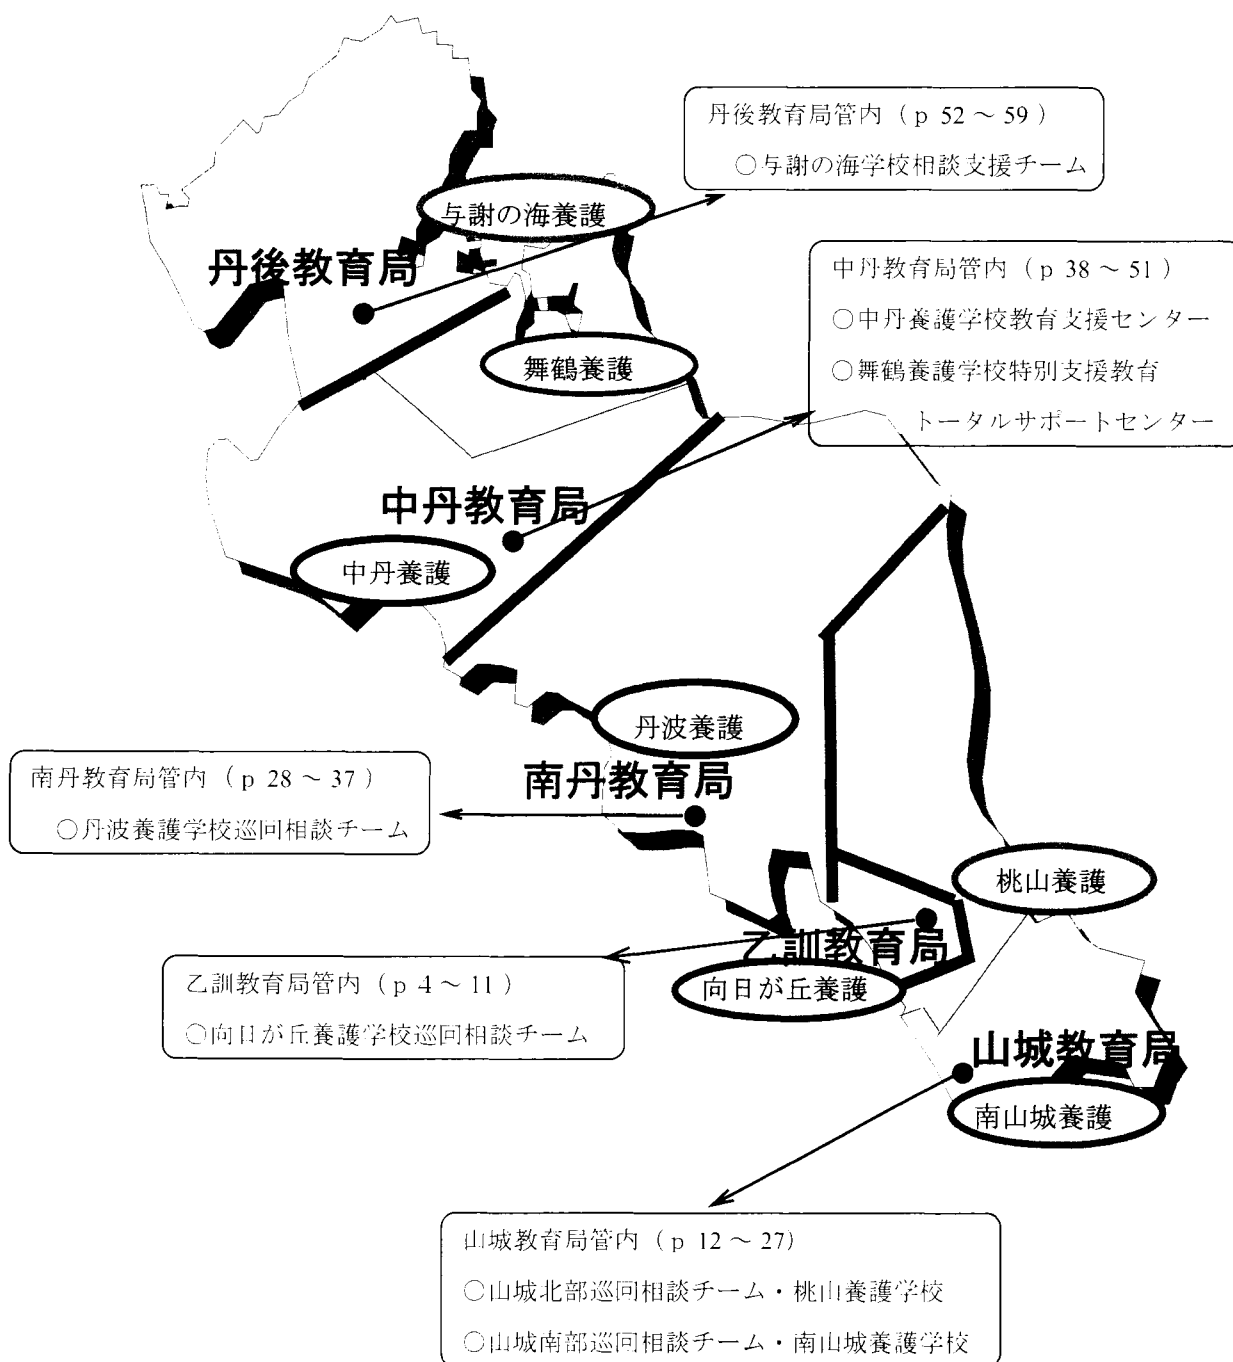 丹後教育局管内（p 52 ～ 59 ）
○与謝の海学校相談支援チーム
与謝の海養護
丹後教育局
中丹教育局管内（p 38 ～ 51 ）
○中丹養護学校教育支援センター
○舞鶴養護学校特別支援教育
トータルサポートセンター
舞鶴養護
中丹教育局
中丹養護
丹波養護
南丹教育局
南丹教育局管内（p 28 ～ 37 ）
○丹波養護学校巡回相談チーム
桃山養護
乙訓教育局
向日が丘養護
乙訓教育局管内（p 4 ～ 11 ）
○向日が丘養護学校巡回相談チーム
山城教育局
南山城養護
山城教育局管内（p 12 ～ 27）
○山城北部巡回相談チーム・桃山養護学校
○山城南部巡回相談チーム・南山城養護学校